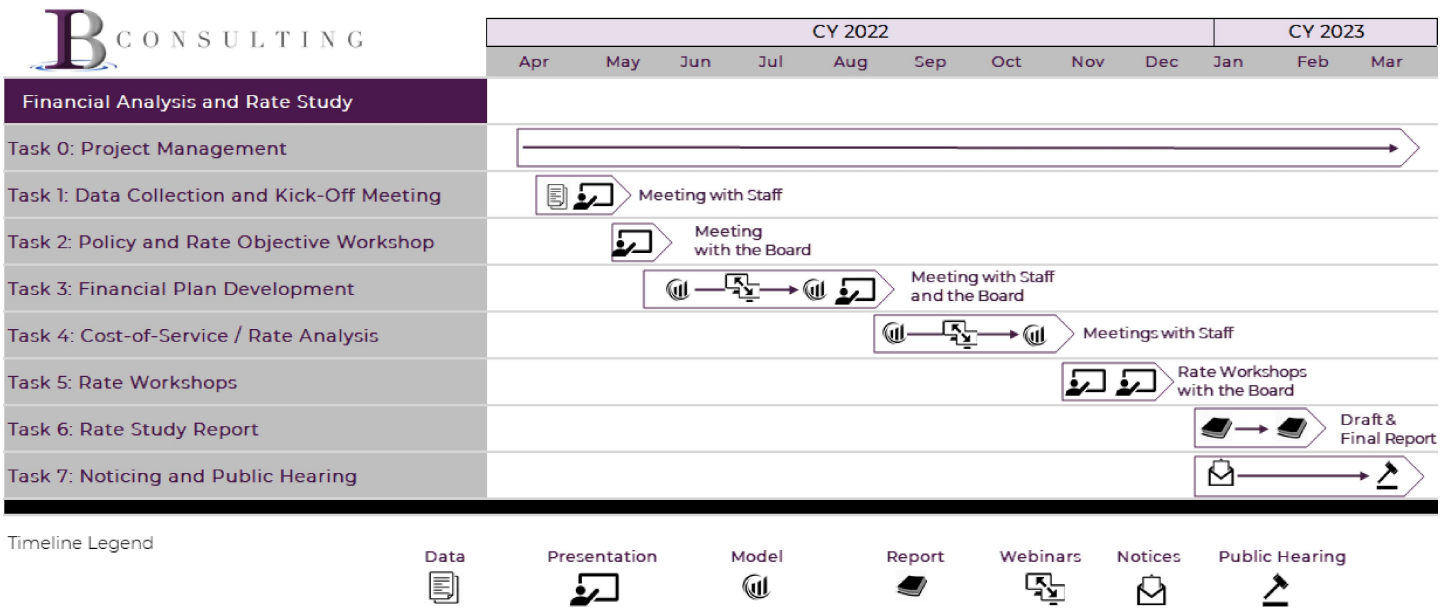 B CONSULTING
CY 2022 CY 2023
Apr May Jun Jul Aug Sep Oct Nov Dec Jan Feb Mar
Financial Analysis and Rate Study
Task 0: Project Management
Task 1: Data Collection and Kick-Off Meeting
Meeting with Staff
Task 2: Policy and Rate Objective Workshop
Meeting
with the Board
Task 3: Financial Plan Development
Meeting with Staff
and the Board
Task 4: Cost-of-Service / Rate Analysis
Meetings with Staff
Task 5: Rate Workshops
Rate Workshops
with the Board
Task 6: Rate Study Report
Draft &
Final Report
Task 7: Noticing and Public Hearing
Timeline Legend
Data Presentation Model Report Webinars Notices Public Hearing